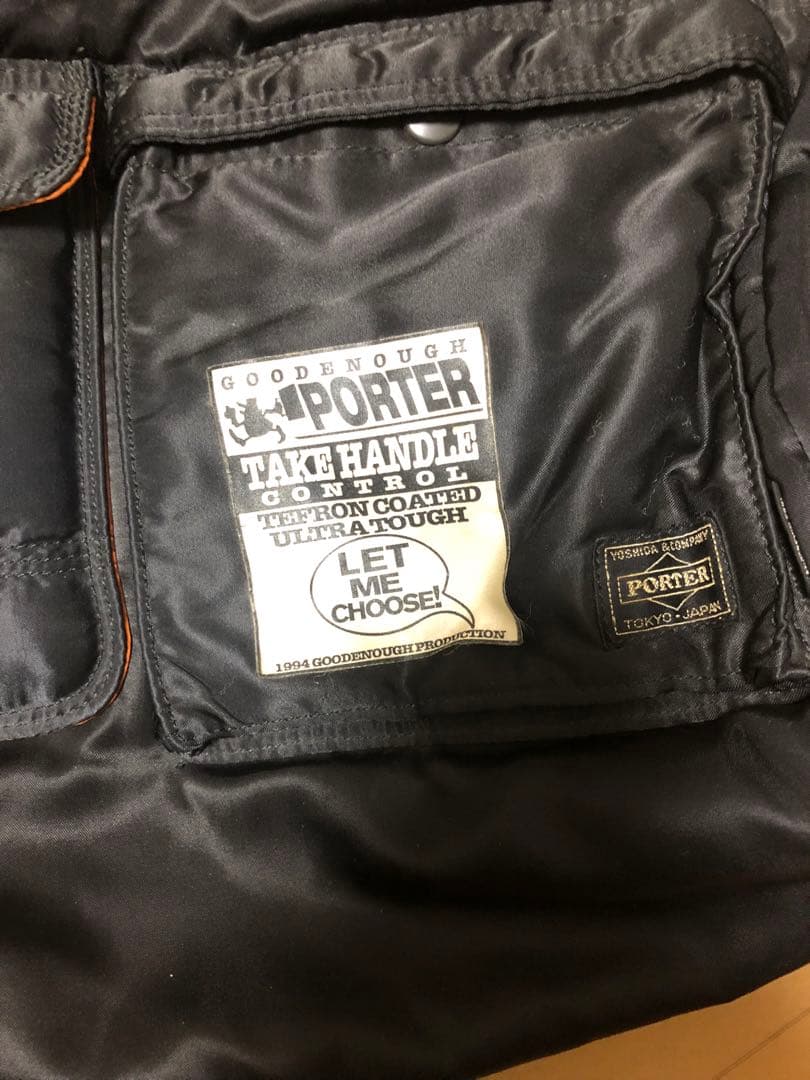 GOODENOUGH
PORTER
TAKE HANDLE
CONTROL
TEFRON COATED
ULTRA TOUGH
LET
ME
CHOOSE!
1994 GOODENOUGH PRODUCTION
YOSHIDA & COMPANY
PORTER
TOKYO・JAPAN